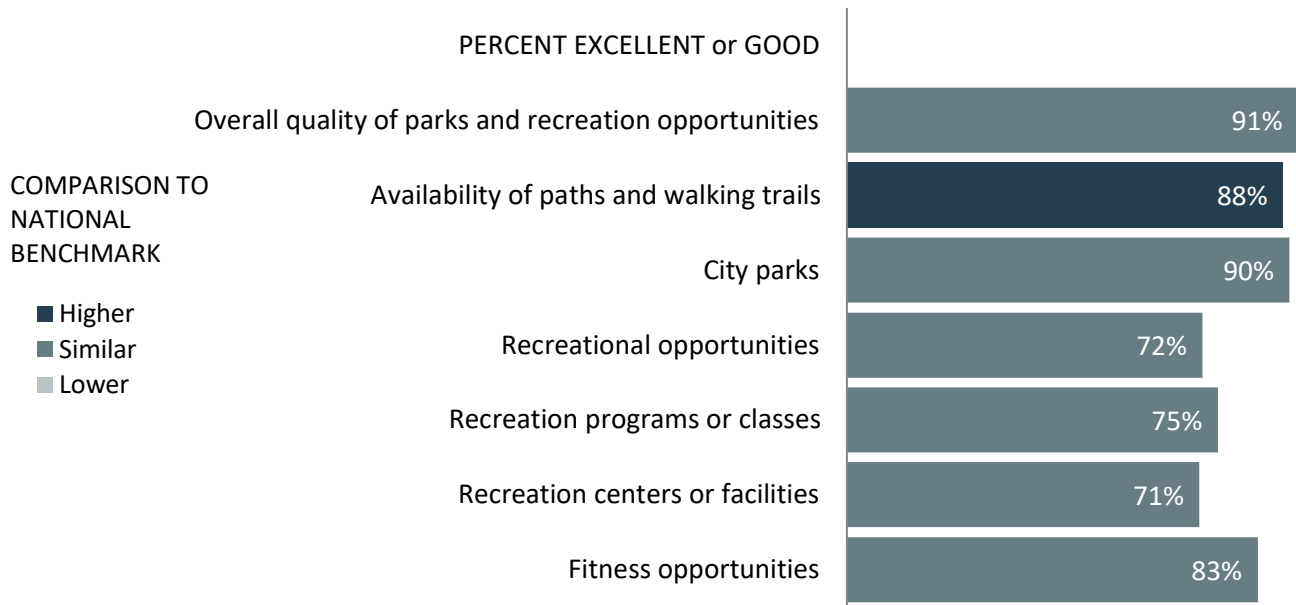 PERCENT EXCELLENT or GOOD
Overall quality of parks and recreation opportunities 91%
COMPARISON TO
NATIONAL
BENCHMARK
Higher
Similar
Lower
Availability of paths and walking trails 88%
City parks 90%
Recreational opportunities 72%
Recreation programs or classes 75%
Recreation centers or facilities 71%
Fitness opportunities 83%